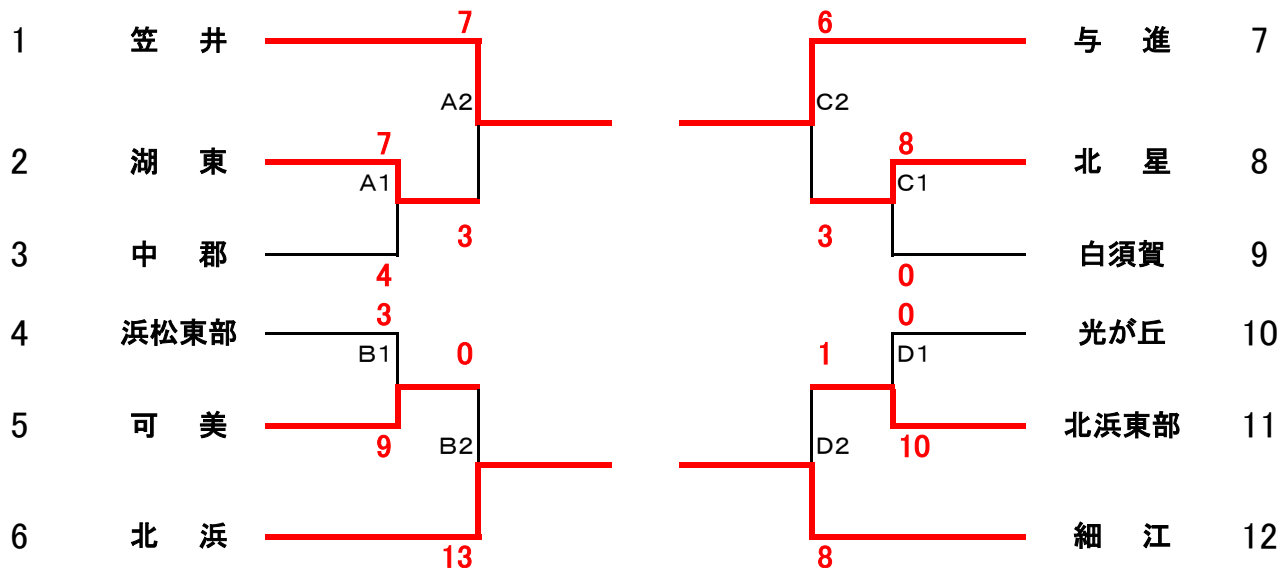 1 笠 井 7 6 与 進 7
A2 C2
2 湖 東 7 8 北 星 8
A1 C1
3 3
3 中 郡 4 0 白須賀 9
4 浜松東部 3 0 光が丘 10
B1 0 1 D1
5 可 美 9 10 北浜東部 11
B2 D2
6 北 浜 13 8 細 江 12